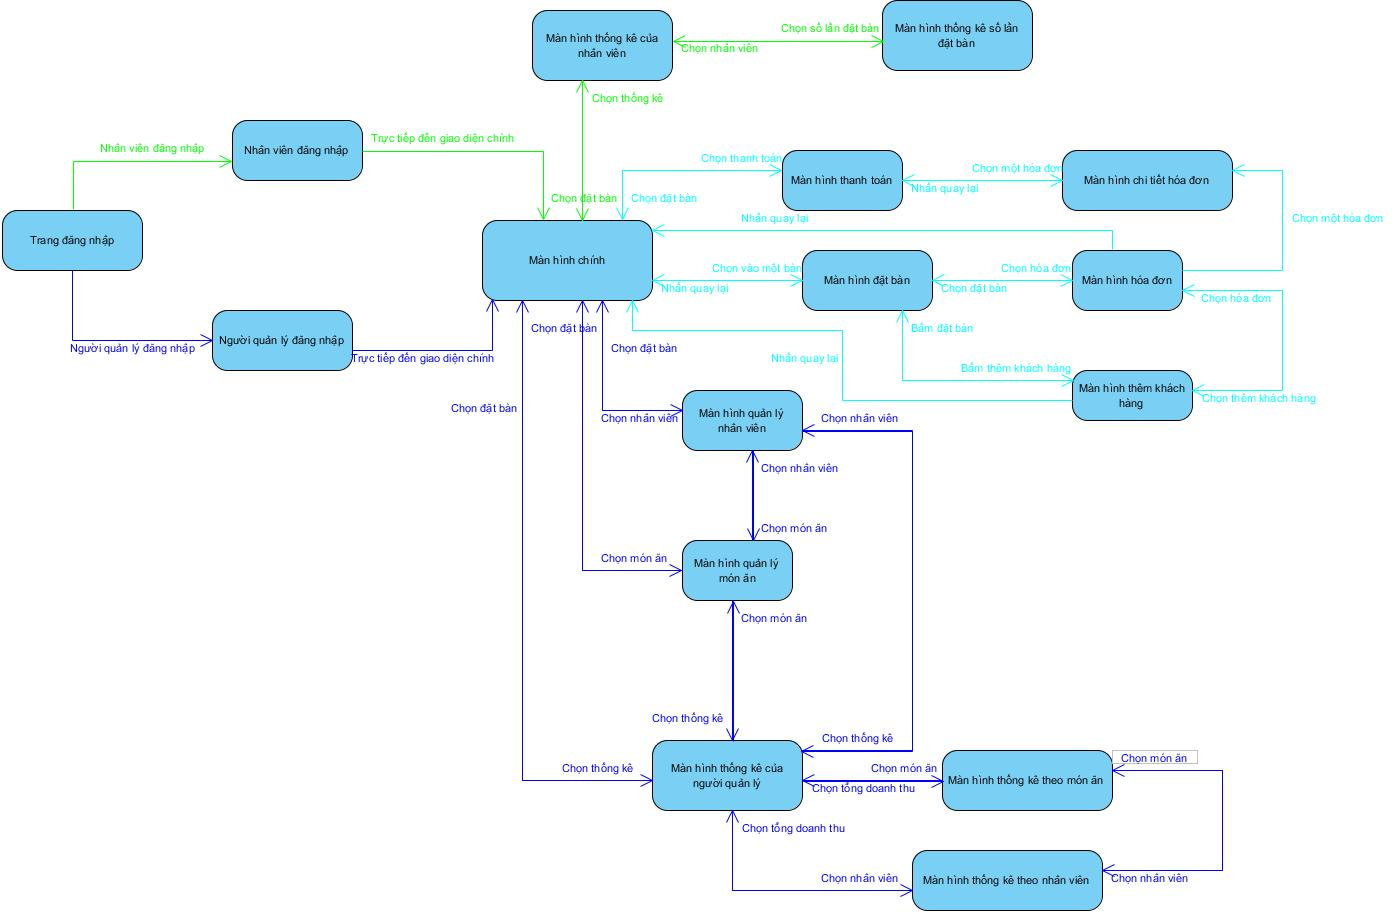 Màn hình thống kê của
nhân viên
Chọn số lần đặt bàn
Chọn nhân viên
Màn hình thống kê số lần
đặt bàn
Chọn thống kê
Nhân viên đăng nhập
Nhân viên đăng nhập
Trực tiếp đến giao diện chính
Chọn đặt bàn
Chọn thanh toán
Chọn đặt bàn
Màn hình thanh toán
Chọn một hóa đơn
Nhấn quay lại
Màn hình chi tiết hóa đơn
Chọn một hóa đơn
Trang đăng nhập
Màn hình chính
Nhấn quay lại
Chọn vào một bàn
Nhấn quay lại
Màn hình đặt bàn
Chọn hóa đơn
Chọn đặt bàn
Màn hình hóa đơn
Chọn hóa đơn
Người quản lý đăng nhập
Người quản lý đăng nhập
Trực tiếp đến giao diện chính
Chọn đặt bàn
Chọn đặt bàn
Chọn đặt bàn
Bấm đặt bàn
Nhấn quay lại
Bấm thêm khách hàng
Màn hình thêm khách
hàng
Chọn thêm khách hàng
Chọn nhân viên
Màn hình quản lý
nhân viên
Chọn nhân viên
Chọn nhân viên
Chọn món ăn
Chọn món ăn
Màn hình quản lý
món ăn
Chọn món ăn
Chọn thống kê
Chọn thống kê
Chọn thống kê
Màn hình thống kê của
người quản lý
Chọn món ăn
Chọn tổng doanh thu
Màn hình thống kê theo món ăn
Chọn món ăn
Chọn tổng doanh thu
Chọn nhân viên
Màn hình thống kê theo nhân viên
Chọn nhân viên